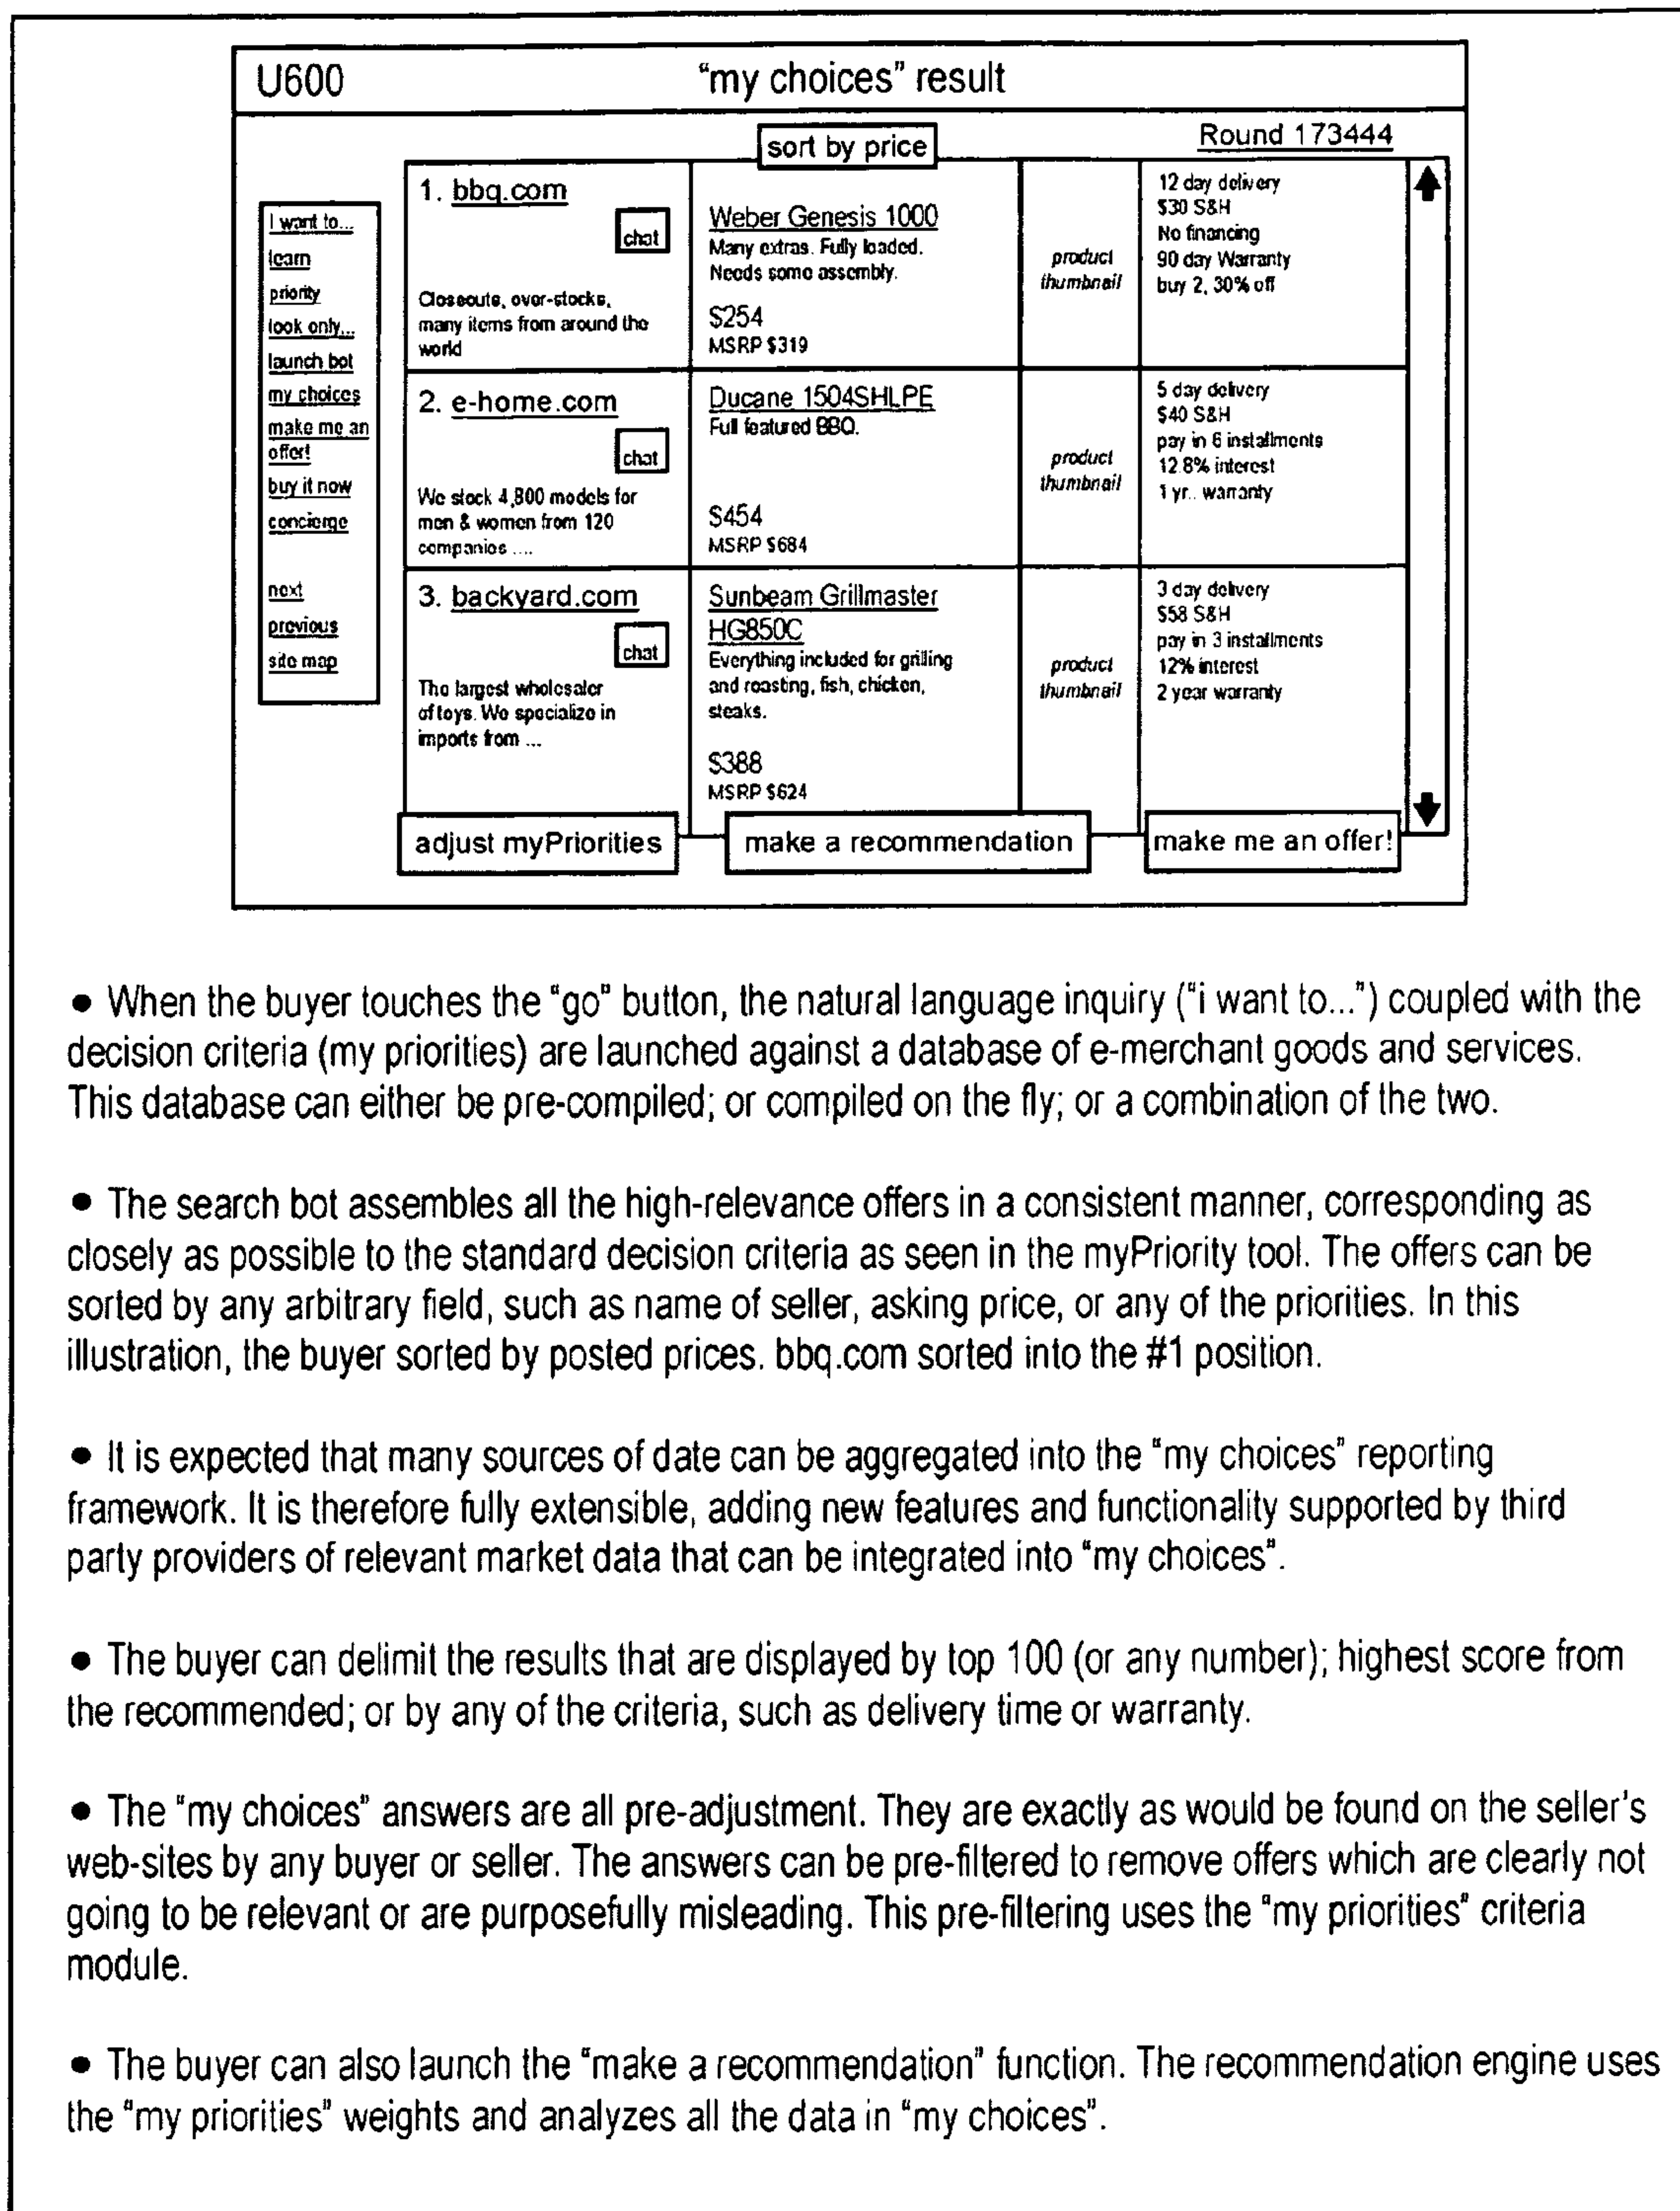 U600
“my choices” result
sort by price
Round 173444
I want to...
learn
priority
look only...
launch bot
my choices
make me an
offer!
buy it now
concierge
next
previous
site map
1. bbq.com
chat
Closeouts, over-stocks,
many items from around the
world
Weber Genesis 1000
Many extras. Fully loaded.
Needs some assembly.
$254
MSRP $319
product
thumbnail
12 day delivery
$30 S&H
No financing
90 day Warranty
buy 2, 30% off
2. e-home.com
chat
We stock 4,800 models for
men & women from 120
companies ....
Ducane 1504SHLPE
Full featured BBQ.
$454
MSRP $684
product
thumbnail
5 day delivery
$40 S&H
pay in 6 installments
12.8% interest
1 yr.. warranty
3. backyard.com
chat
The largest wholesaler
of toys. We specialize in
imports from ...
Sunbeam Grillmaster
HG850C
Everything included for grilling
and roasting, fish, chicken,
steaks.
$388
MSRP $624
product
thumbnail
3 day delivery
$58 S&H
pay in 3 installments
12% interest
2 year warranty
adjust myPriorities
make a recommendation
make me an offer!
• When the buyer touches the “go” button, the natural language inquiry (“i want to...”) coupled with the
decision criteria (my priorities) are launched against a database of e-merchant goods and services.
This database can either be pre-compiled; or compiled on the fly; or a combination of the two.
• The search bot assembles all the high-relevance offers in a consistent manner, corresponding as
closely as possible to the standard decision criteria as seen in the myPriority tool. The offers can be
sorted by any arbitrary field, such as name of seller, asking price, or any of the priorities. In this
illustration, the buyer sorted by posted prices. bbq.com sorted into the #1 position.
• It is expected that many sources of date can be aggregated into the “my choices” reporting
framework. It is therefore fully extensible, adding new features and functionality supported by third
party providers of relevant market data that can be integrated into “my choices”.
• The buyer can delimit the results that are displayed by top 100 (or any number); highest score from
the recommended; or by any of the criteria, such as delivery time or warranty.
• The “my choices” answers are all pre-adjustment. They are exactly as would be found on the seller’s
web-sites by any buyer or seller. The answers can be pre-filtered to remove offers which are clearly not
going to be relevant or are purposefully misleading. This pre-filtering uses the “my priorities” criteria
module.
• The buyer can also launch the “make a recommendation” function. The recommendation engine uses
the “my priorities” weights and analyzes all the data in “my choices”.